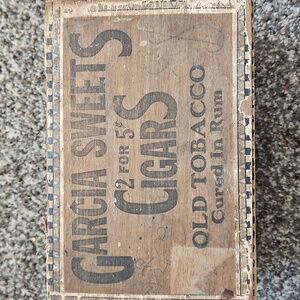 GARCIA SWEETS
2 FOR 5¢
CIGARS
OLD TOBACCO
Cured In Rum